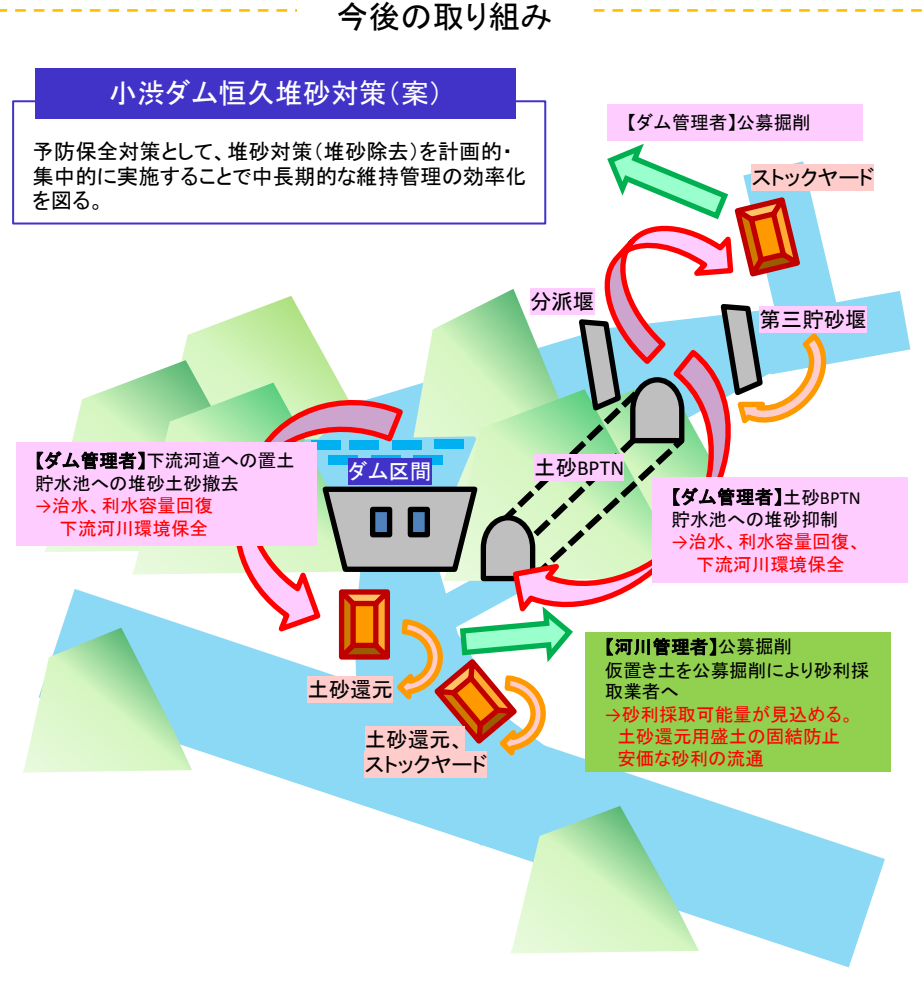 今後の取り組み
小渋ダム恒久堆砂対策(案)
予防保全対策として、堆砂対策(堆砂除去)を計画的・
集中的に実施することで中長期的な維持管理の効率化
を図る。
【ダム管理者】公募掘削
ストックヤード
分派堰
第三貯砂堰
【ダム管理者】下流河道への置土
貯水池への堆砂土砂撤去
→治水、利水容量回復
下流河川環境保全
ダム区間
土砂BPTN
【ダム管理者】土砂BPTN
貯水池への堆砂抑制
→治水、利水容量回復、
下流河川環境保全
土砂還元
土砂還元、
ストックヤード
【河川管理者】公募掘削
仮置き土を公募掘削により砂利採
取業者へ
→砂利採取可能量が見込める。
土砂還元用盛土の固結防止
安価な砂利の流通